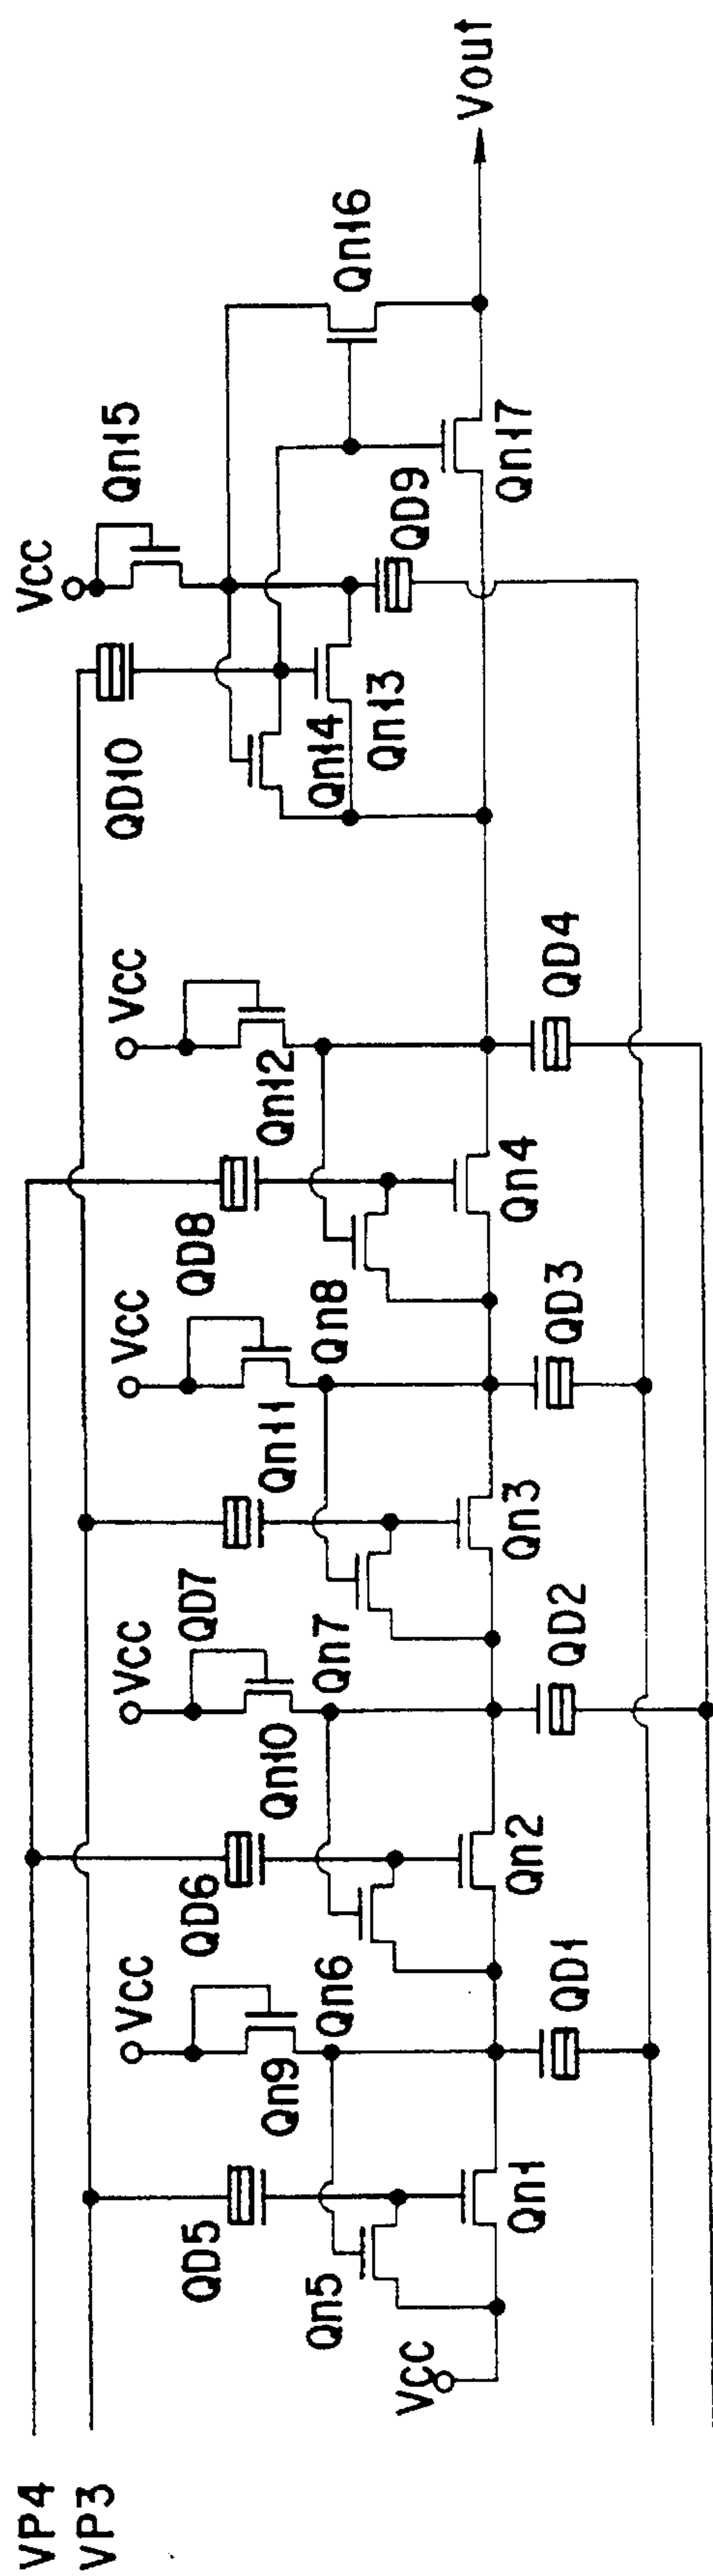 VP4
VP3
VCC
Qn5
QD5
Qn1
Qn9
VCC
QD1
Qn6
QD6
Qn2
Qn10
VCC
QD2
Qn7
QD7
Qn3
Qn11
VCC
QD3
Qn8
QD8
Qn4
Qn12
VCC
QD4
QD10
Qn14
Qn13
VCC
Qn15
QD9
Qn17
Qn16
Vout